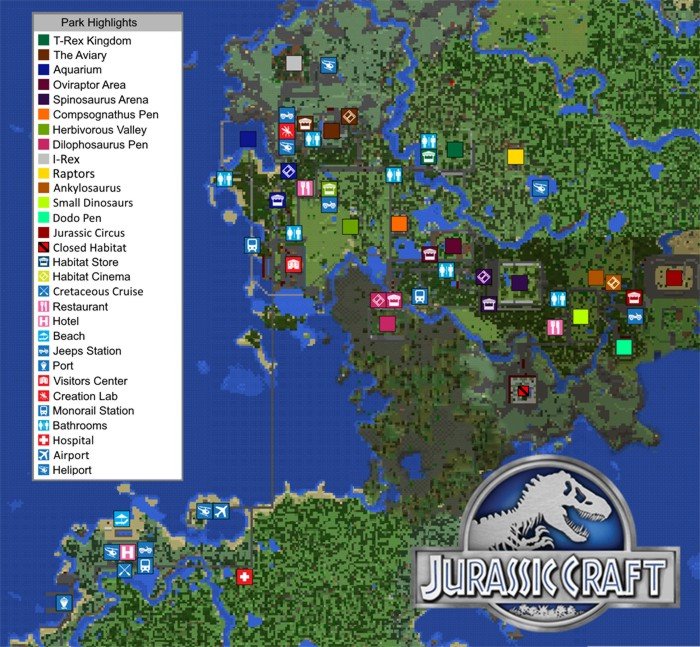 Park Highlights
T-Rex Kingdom
The Aviary
Aquarium
Oviraptor Area
Spinosaurus Arena
Compsognathus Pen
Herbivorous Valley
Dilophosaurus Pen
I-Rex
Raptors
Ankylosaurus
Small Dinosaurs
Dodo Pen
Jurassic Circus
Closed Habitat
Habitat Store
Habitat Cinema
Cretaceous Cruise
Restaurant
Hotel
Beach
Jeeps Station
Port
Visitors Center
Creation Lab
Monorail Station
Bathrooms
Hospital
Airport
Heliport
JURASSICCRAFT